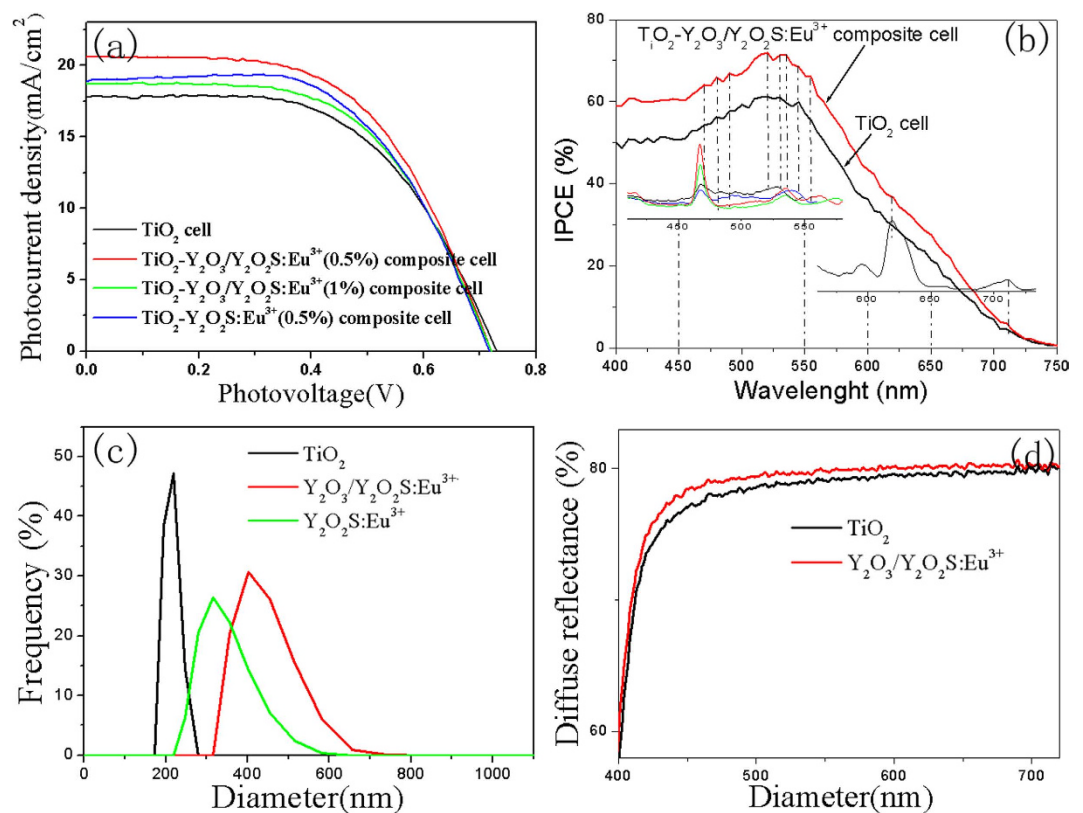 (a)
Photocurrent density(mA/cm²)
20
15
10
5
0
TiO₂ cell
TiO₂-Y₂O₃/Y₂O₂S:Eu³⁺(0.5%) composite cell
TiO₂-Y₂O₃/Y₂O₂S:Eu³⁺(1%) composite cell
TiO₂-Y₂O₂S:Eu³⁺(0.5%) composite cell
0.0 0.2 0.4 0.6 0.8
Photovoltage(V)
(b)
IPCE (%)
80
60
40
20
0
TᵢO₂-Y₂O₃/Y₂O₂S:Eu³⁺
composite cell
TiO₂ cell
450 500 550
600 650 700
400 450 500 550 600 650 700 750
Wavelenght (nm)
(c)
Frequency (%)
50
40
30
20
10
0
TiO₂
Y₂O₃/Y₂O₂S:Eu³⁺
Y₂O₂S:Eu³⁺
0 200 400 600 800 1000
Diameter(nm)
(d)
Diffuse reflectance (%)
80
60
TiO₂
Y₂O₃/Y₂O₂S:Eu³⁺
400 450 500 550 600 700
Diameter(nm)